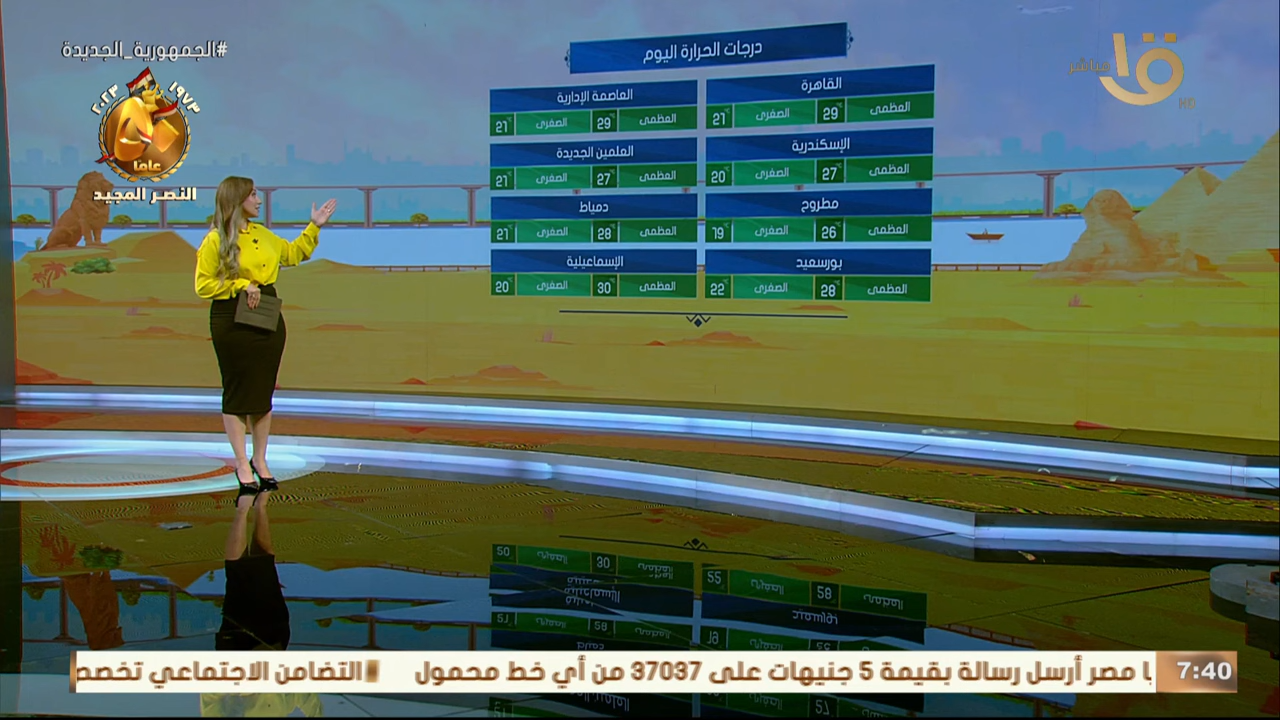 #الجمهورية_الجديدة
١٩٧٣
٢٠٢٣
عاما
النصر المجيد
مباشر
HD
درجات الحرارة اليوم
القاهرة
العظمى 29°c الصغرى 21°c
العاصمة الإدارية
العظمى 29°c الصغرى 21°c
الإسكندرية
العظمى 27°c الصغرى 20°c
العلمين الجديدة
العظمى 27°c الصغرى 21°c
مطروح
العظمى 26°c الصغرى 19°c
دمياط
العظمى 28°c الصغرى 21°c
بورسعيد
العظمى 28°c الصغرى 22°c
الإسماعيلية
العظمى 30°c الصغرى 20°c
7:40
يا مصر أرسل رسالة بقيمة 5 جنيهات على 37037 من أي خط محمول
التضامن الاجتماعي تخصص